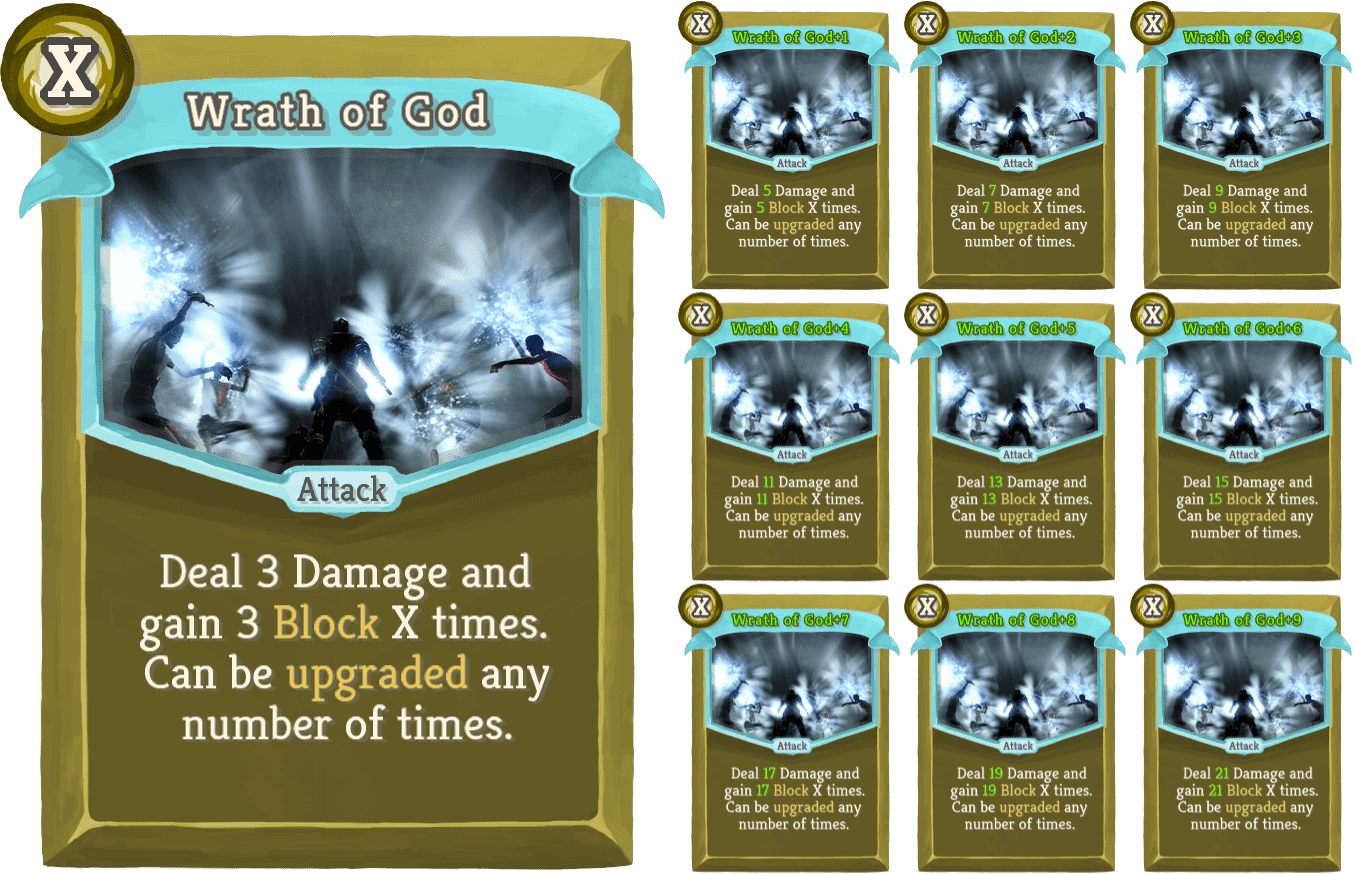 X
Wrath of God
Attack
Deal 3 Damage and
gain 3 Block X times.
Can be upgraded any
number of times.
X
Wrath of God+1
Attack
Deal 5 Damage and
gain 5 Block X times.
Can be upgraded any
number of times.
X
Wrath of God+2
Attack
Deal 7 Damage and
gain 7 Block X times.
Can be upgraded any
number of times.
X
Wrath of God+3
Attack
Deal 9 Damage and
gain 9 Block X times.
Can be upgraded any
number of times.
X
Wrath of God+4
Attack
Deal 11 Damage and
gain 11 Block X times.
Can be upgraded any
number of times.
X
Wrath of God+5
Attack
Deal 13 Damage and
gain 13 Block X times.
Can be upgraded any
number of times.
X
Wrath of God+6
Attack
Deal 15 Damage and
gain 15 Block X times.
Can be upgraded any
number of times.
X
Wrath of God+7
Attack
Deal 17 Damage and
gain 17 Block X times.
Can be upgraded any
number of times.
X
Wrath of God+8
Attack
Deal 19 Damage and
gain 19 Block X times.
Can be upgraded any
number of times.
X
Wrath of God+9
Attack
Deal 21 Damage and
gain 21 Block X times.
Can be upgraded any
number of times.